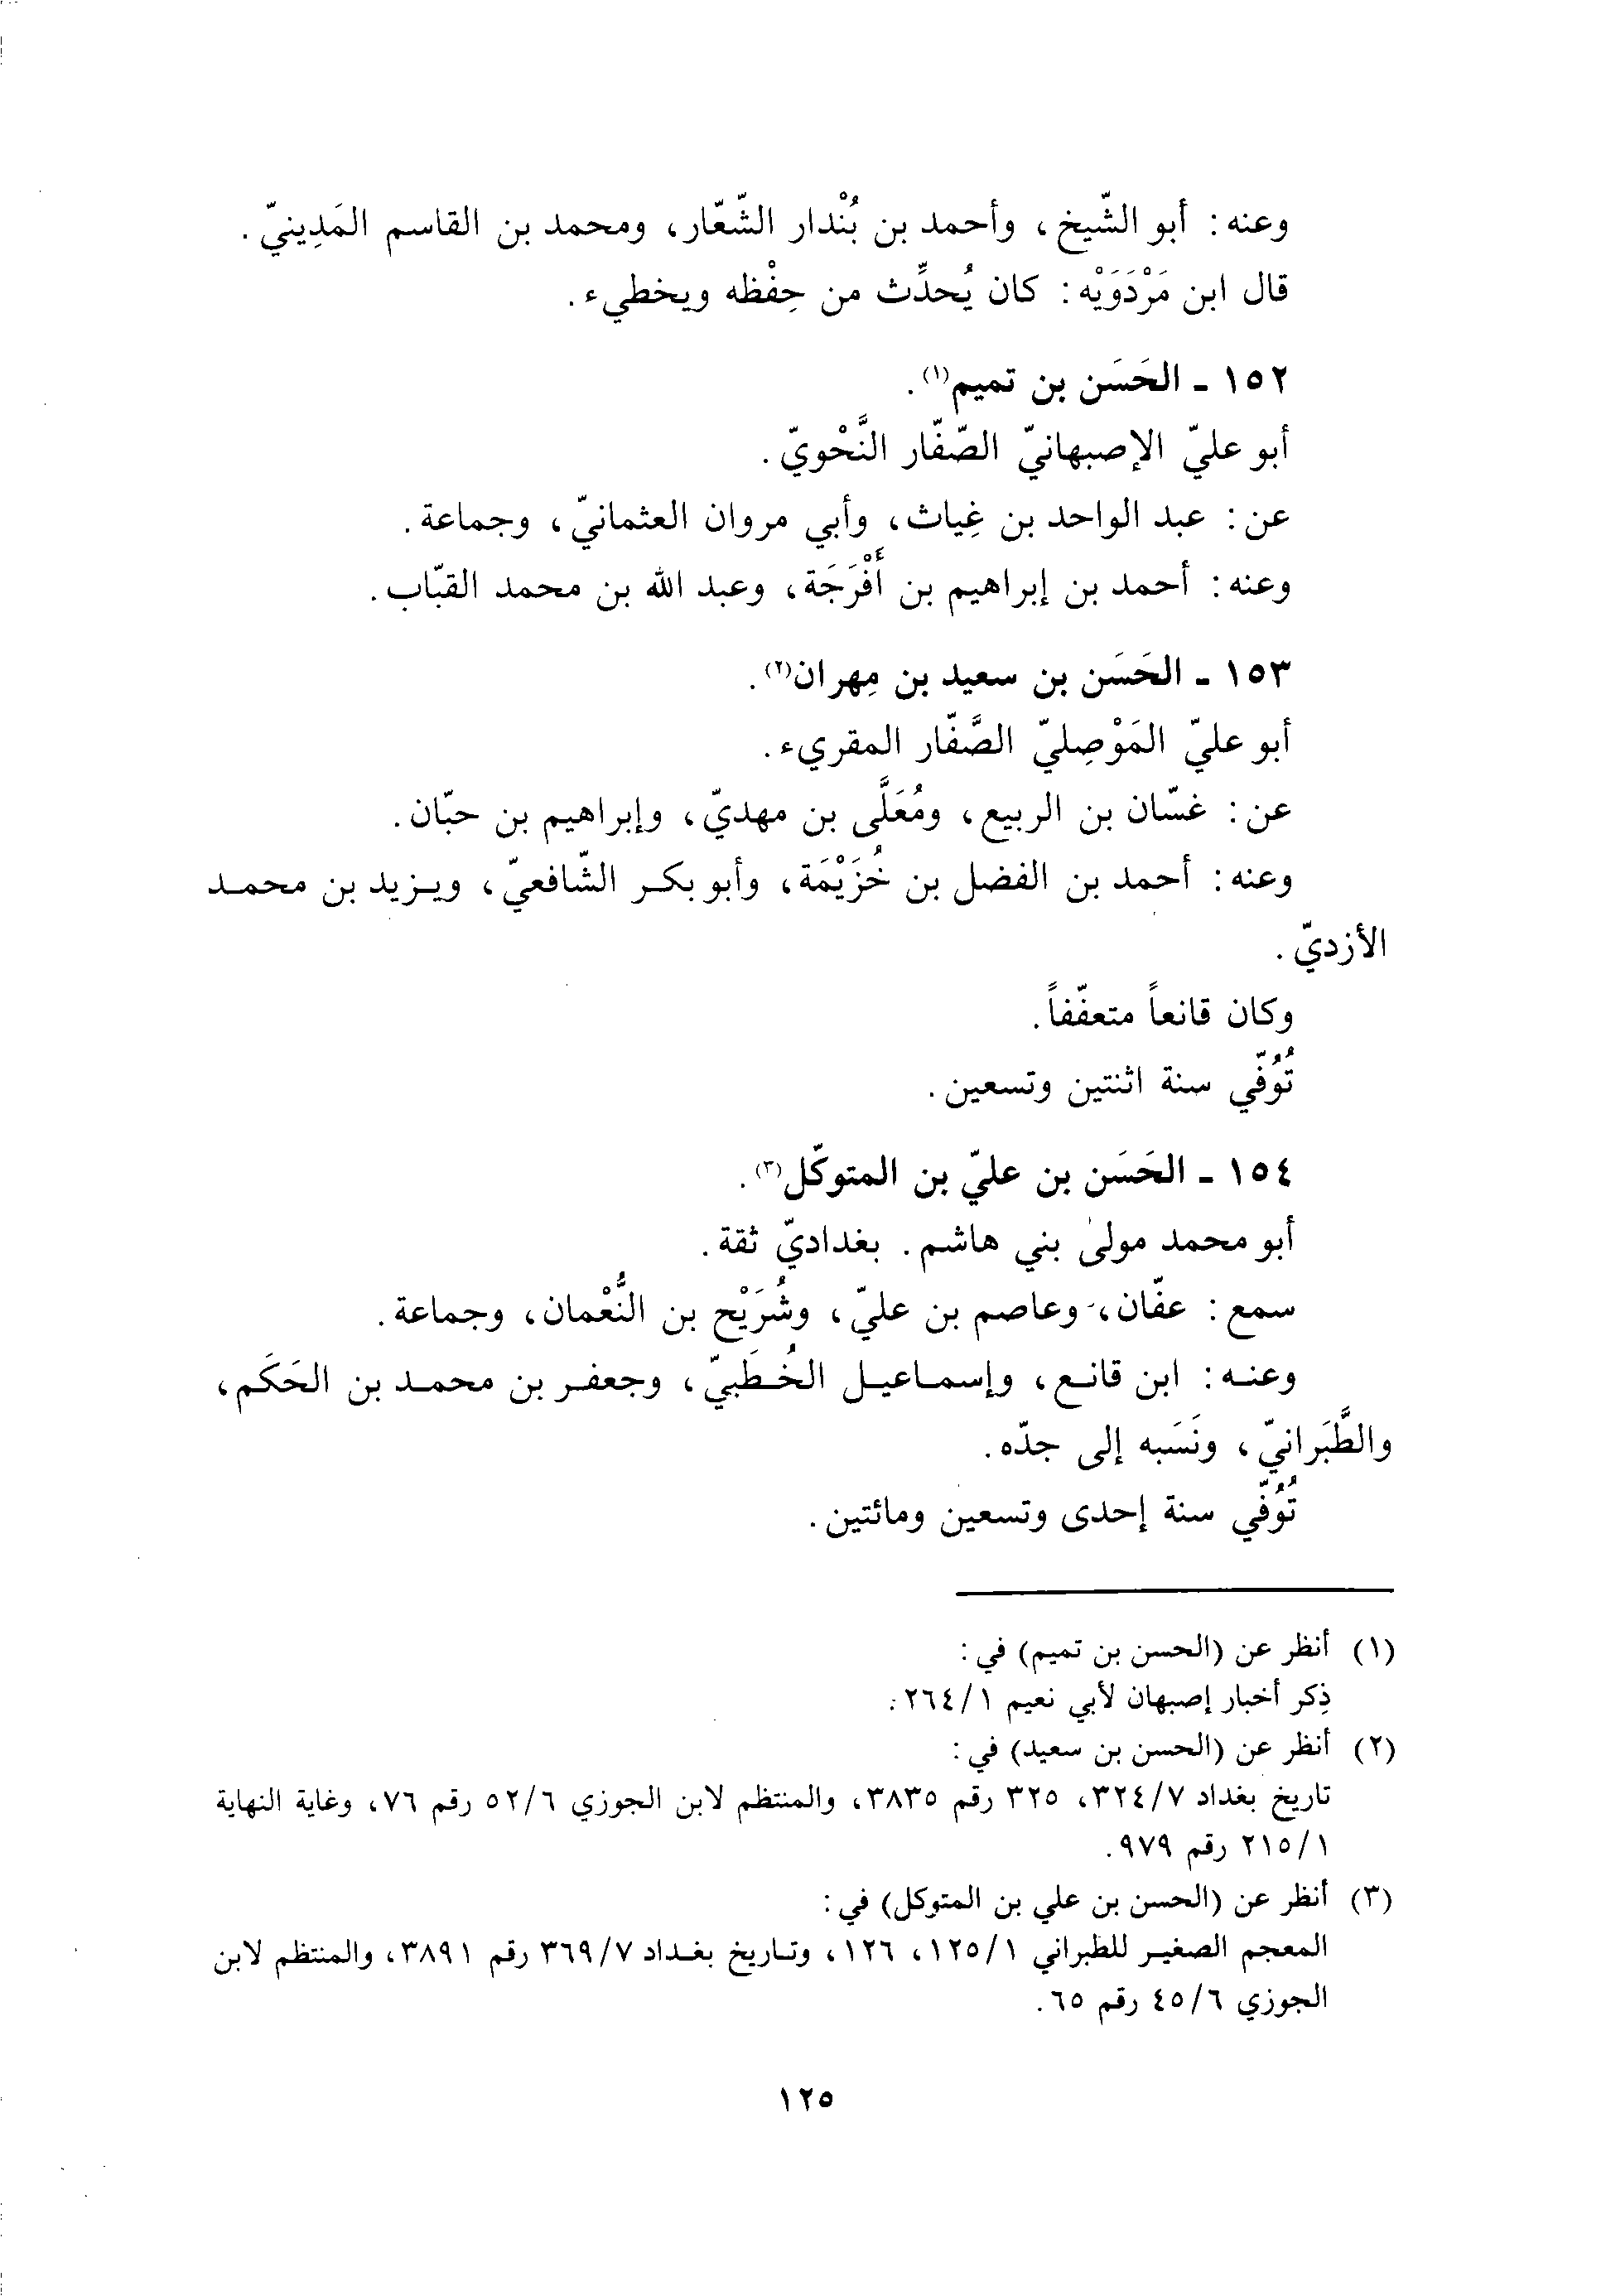 وعنه: أبو الشّيخ، وأحمد بن بُنْدار الشّعّار، ومحمد بن القاسم المَدِينيّ.
قال ابن مَرْدَوَيْه: كان يُحدِّث من حِفْظه ويخطيء.
١٥٢ - الحَسَن بن تميم(١).
أبو عليّ الإصبهانيّ الصّفّار النَّحْويّ.
عن: عبد الواحد بن غِياث، وأبي مروان العثمانيّ، وجماعة.
وعنه: أحمد بن إبراهيم بن أَفْرَجَة، وعبد الله بن محمد القبّاب.
١٥٣ - الحَسَن بن سعيد بن مِهران(٢).
أبو عليّ المَوْصِليّ الصَّفّار المقريء.
عن: غسّان بن الربيع، ومُعَلَّى بن مهديّ، وإبراهيم بن حبّان.
وعنه: أحمد بن الفضل بن خُزَيْمَة، وأبو بكر الشّافعيّ، ويزيد بن محمد
الأزديّ.
وكان قانعاً متعفّفاً.
تُوُفّي سنة اثنتين وتسعين.
١٥٤ - الحَسَن بن عليّ بن المتوكّل(٣).
أبو محمد مولى بني هاشم. بغداديّ ثقة.
سمع: عفّان، وعاصم بن عليّ، وشُرَيْح بن النُّعْمان، وجماعة.
وعنه: ابن قانع، وإسماعيل الخُطَبيّ، وجعفر بن محمد بن الحَكَم،
والطَّبَرانيّ، ونَسَبه إلى جدّه.
تُوُفّي سنة إحدى وتسعين ومائتين.
(١) أنظر عن (الحسن بن تميم) في:
ذِكر أخبار إصبهان لأبي نعيم ١/٢٦٤.
(٢) أنظر عن (الحسن بن سعيد) في:
تاريخ بغداد ٧/٣٢٤، ٣٢٥ رقم ٣٨٣٥، والمنتظم لابن الجوزي ٦/٥٢ رقم ٧٦، وغاية النهاية
١/٢١٥ رقم ٩٧٩.
(٣) أنظر عن (الحسن بن علي بن المتوكل) في:
المعجم الصغير للطبراني ١/١٢٥، ١٢٦، وتاريخ بغداد ٧/٣٦٩ رقم ٣٨٩١، والمنتظم لابن
الجوزي ٦/٤٥ رقم ٦٥.
١٢٥